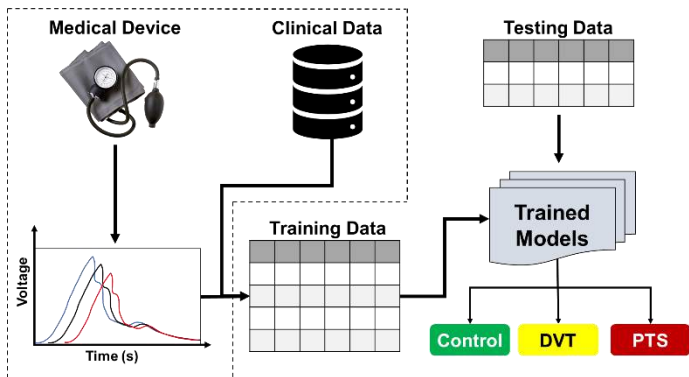 Medical Device
Clinical Data
Testing Data
Voltage
Time (s)
Training Data
Trained
Models
Control
DVT
PTS